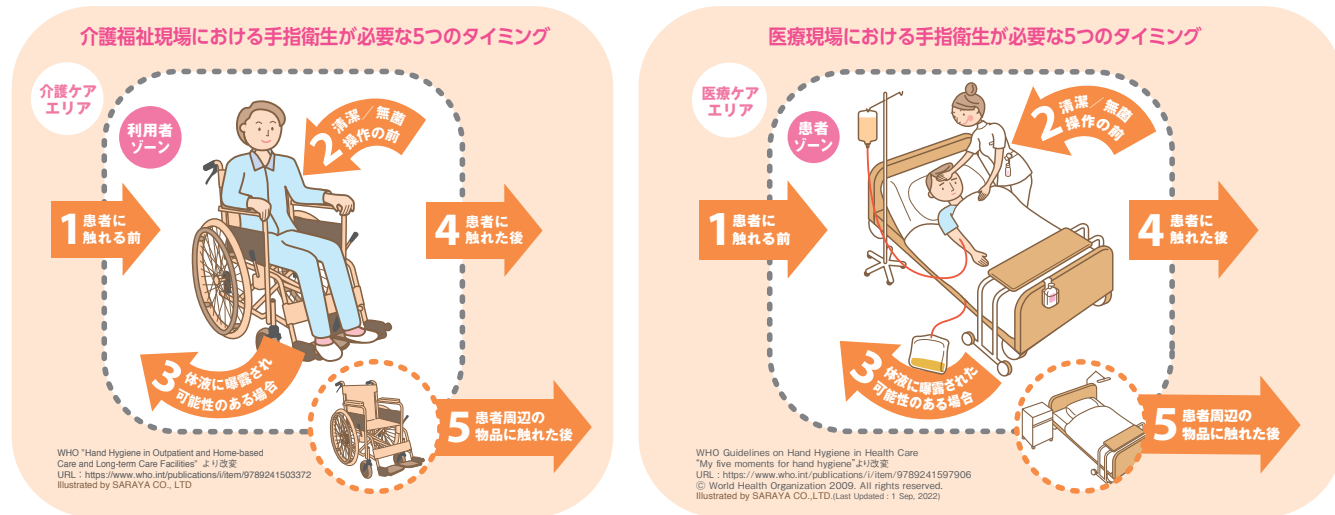 介護福祉現場における手指衛生が必要な5つのタイミング
介護ケア
エリア
利用者
ゾーン
1 患者に
触れる前
2 清潔/無菌
操作の前
3 体液に曝露され
可能性のある場合
4 患者に
触れた後
5 患者周辺の
物品に触れた後
WHO "Hand Hygiene in Outpatient and Home-based
Care and Long-term Care Facilities" より改変
URL：https://www.who.int/publications/i/item/9789241503372
Illustrated by SARAYA CO., LTD
医療現場における手指衛生が必要な5つのタイミング
医療ケア
エリア
患者
ゾーン
1 患者に
触れる前
2 清潔/無菌
操作の前
3 体液に曝露された
可能性のある場合
4 患者に
触れた後
5 患者周辺の
物品に触れた後
WHO Guidelines on Hand Hygiene in Health Care
"My five moments for hand hygiene"より改変
URL : https://www.who.int/publications/i/item/9789241597906
© World Health Organization 2009. All rights reserved.
Illustrated by SARAYA CO.,LTD.(Last Updated : 1 Sep, 2022)